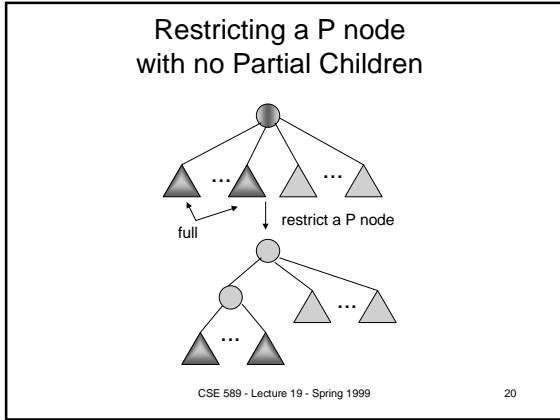 Restricting a P node
with no Partial Children
... ...
full
restrict a P node
...
...
CSE 589 - Lecture 19 - Spring 1999 20